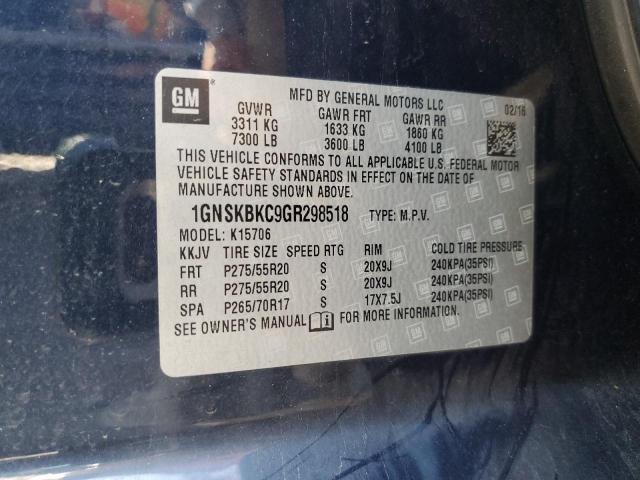 GM
MFD BY GENERAL MOTORS LLC
02/16
GVWR GAWR FRT GAWR RR
3311 KG 1633 KG 1860 KG
7300 LB 3600 LB 4100 LB
THIS VEHICLE CONFORMS TO ALL APPLICABLE U.S. FEDERAL MOTOR
VEHICLE SAFETY STANDARDS IN EFFECT ON THE DATE OF
MANUFACTURE SHOWN ABOVE.
1GNSKBKC9GR298518 TYPE: M.P.V.
MODEL: K15706
KKJV TIRE SIZE SPEED RTG RIM COLD TIRE PRESSURE
FRT P275/55R20 S 20X9J 240KPA(35PSI)
RR P275/55R20 S 20X9J 240KPA(35PSI)
SPA P265/70R17 S 17X7.5J 240KPA(35PSI)
SEE OWNER'S MANUAL i FOR MORE INFORMATION.